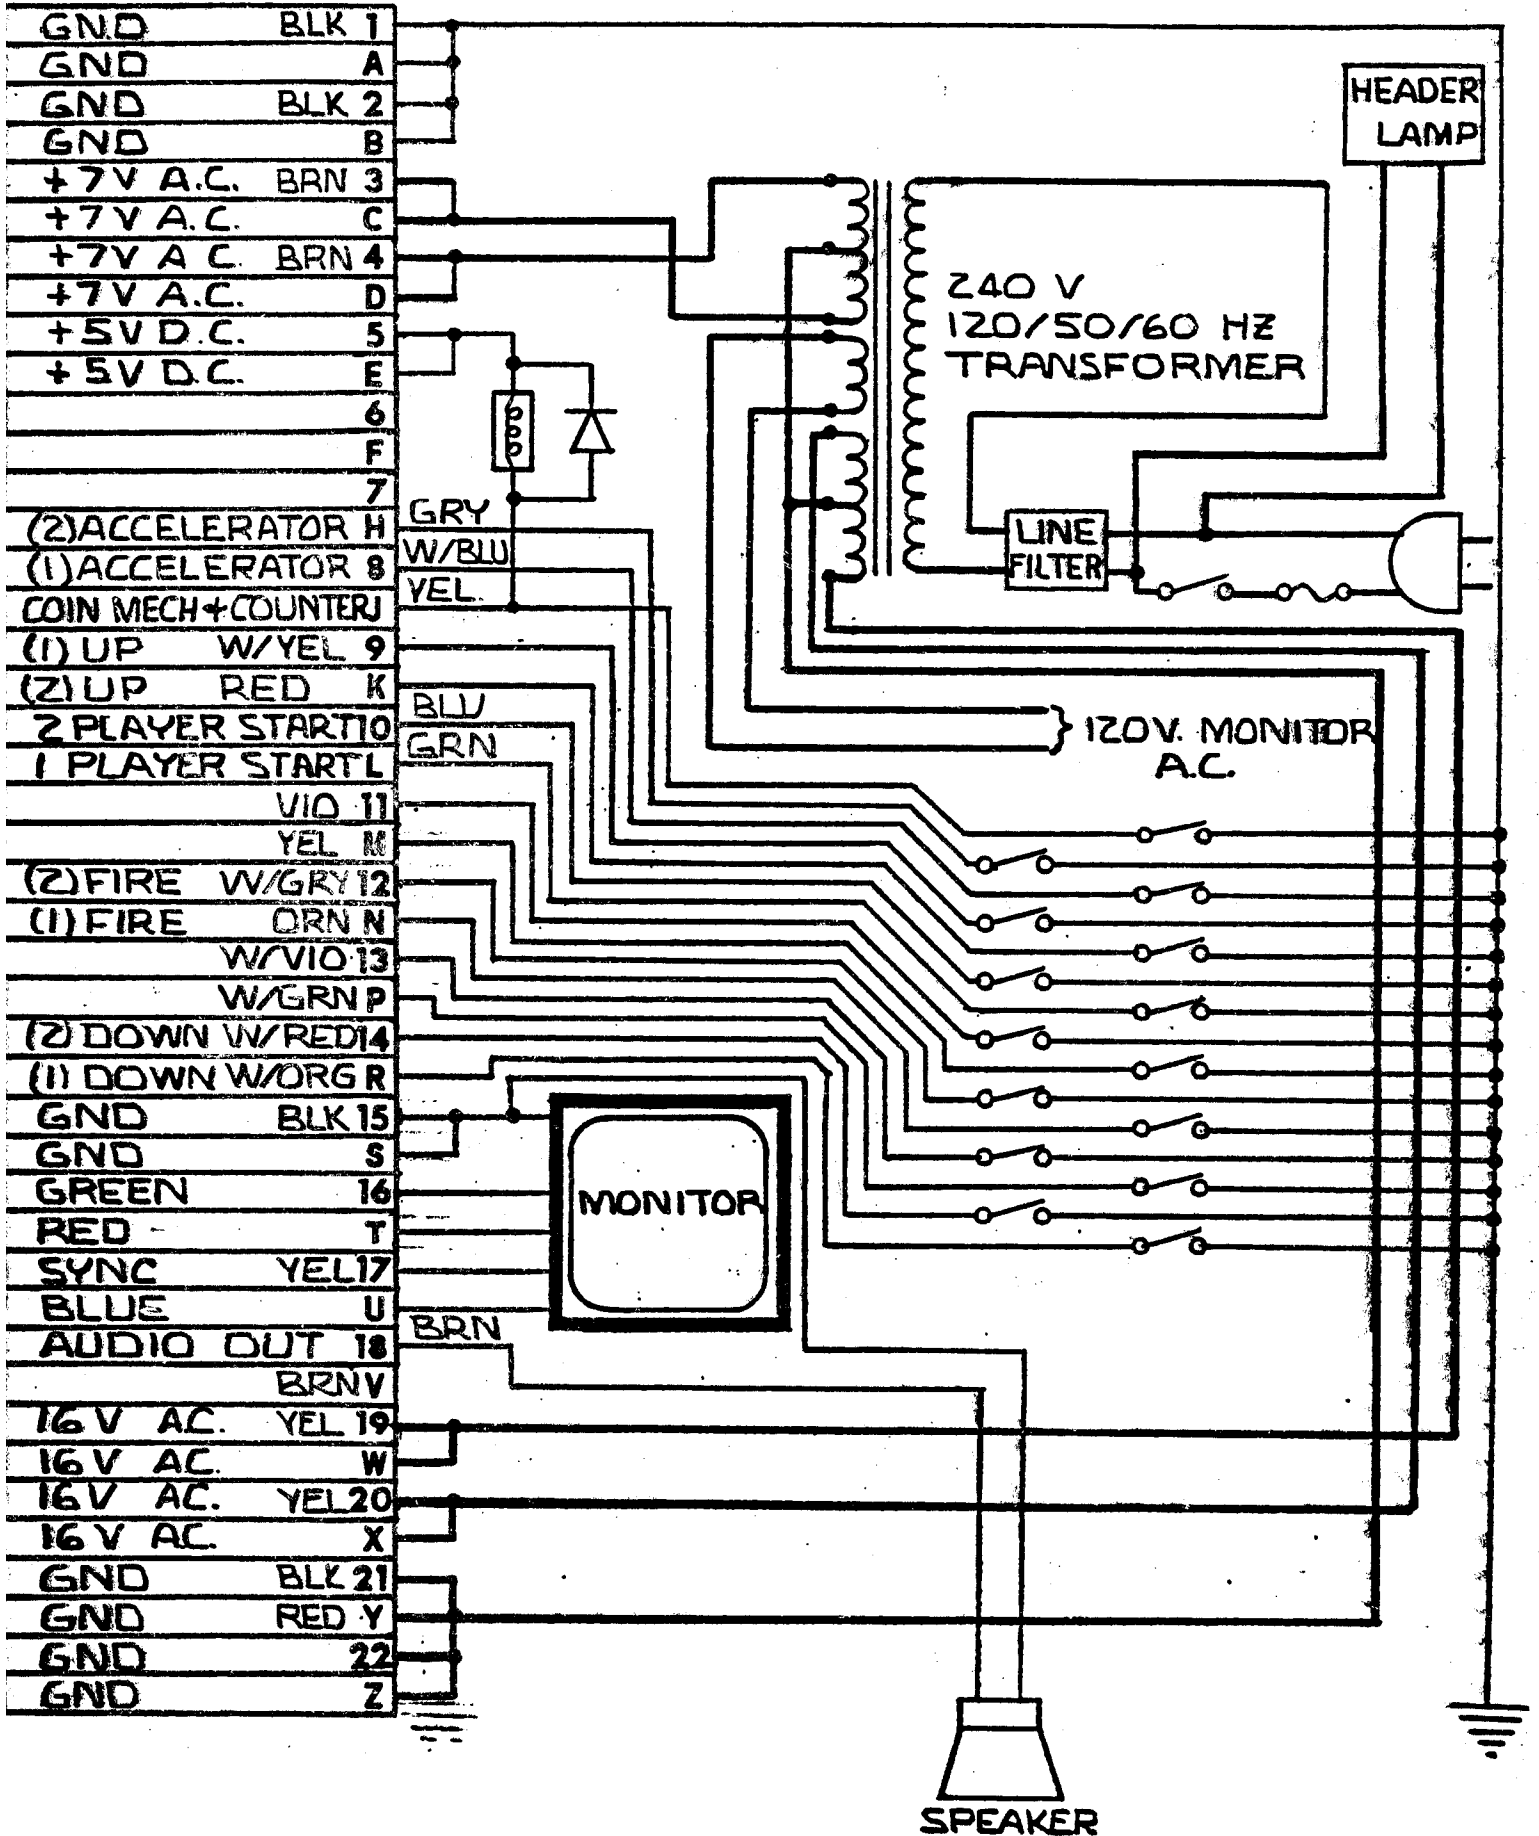 GND BLK 1
GND A
GND BLK 2
GND B
+7V A.C. BRN 3
+7V A.C. C
+7V A C. BRN 4
+7V A.C. D
+5V D.C. 5
+5V D.C. E
6
F
7
(2) ACCELERATOR H GRY
(1) ACCELERATOR 8 W/BLU
COIN MECH + COUNTER J YEL.
(1) UP W/YEL 9
(2) UP RED K
2 PLAYER START 10 BLU
1 PLAYER START L GRN
VIO 11
YEL M
(2) FIRE W/GRY 12
(1) FIRE ORN N
W/VIO 13
W/GRN P
(2) DOWN W/RED 14
(1) DOWN W/ORG R
GND BLK 15
GND S
GREEN 16
RED T
SYNC YEL 17
BLUE U
AUDIO OUT 18 BRN
BRN V
16V AC. YEL 19
16V AC. W
16V AC. YEL 20
16V AC. X
GND BLK 21
GND RED Y
GND 22
GND Z
HEADER
LAMP
240 V
120/50/60 HZ
TRANSFORMER
LINE
FILTER
120V. MONITOR
A.C.
MONITOR
SPEAKER